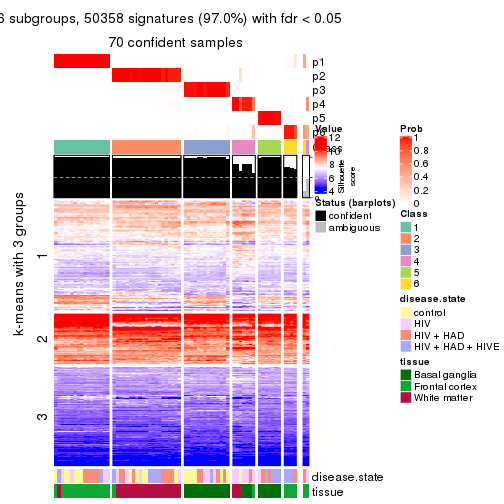 6 subgroups, 50358 signatures (97.0%) with fdr < 0.05
70 confident samples
p1
p2
p3
p4
p5
k-means with 3 groups
1
2
3
Silhouette
score
Value
12
10
8
6
4
Prob
1
0.8
0.6
0.4
0.2
0
Status (barplots)
confident
ambiguous
Class
1
2
3
4
5
6
disease.state
control
HIV
HIV + HAD
HIV + HAD + HIVE
tissue
Basal ganglia
Frontal cortex
White matter
disease.state
tissue